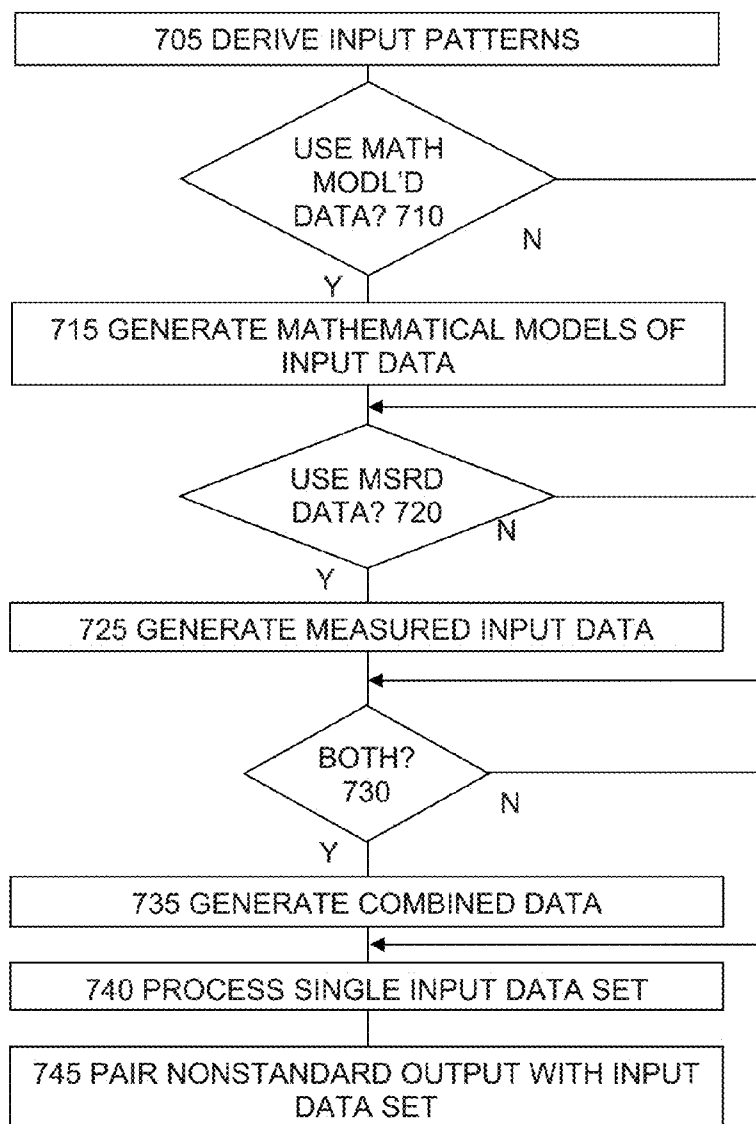 705 DERIVE INPUT PATTERNS
USE MATH
MODL'D
DATA? 710
N
Y
715 GENERATE MATHEMATICAL MODELS OF
INPUT DATA
USE MSRD
DATA? 720
N
Y
725 GENERATE MEASURED INPUT DATA
BOTH?
730
N
Y
735 GENERATE COMBINED DATA
740 PROCESS SINGLE INPUT DATA SET
745 PAIR NONSTANDARD OUTPUT WITH INPUT
DATA SET